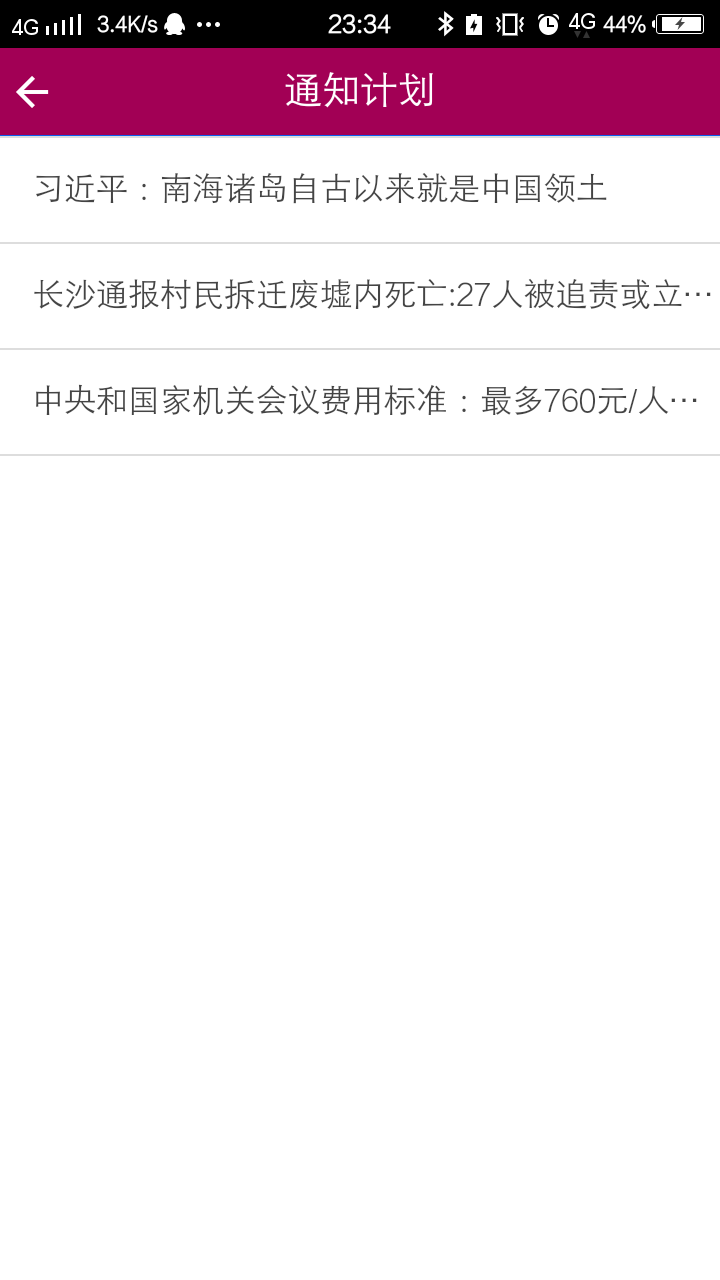 4G 3.4K/s ··· 23:34 4G 44%
通知计划
习近平：南海诸岛自古以来就是中国领土
长沙通报村民拆迁废墟内死亡:27人被追责或立…
中央和国家机关会议费用标准：最多760元/人…